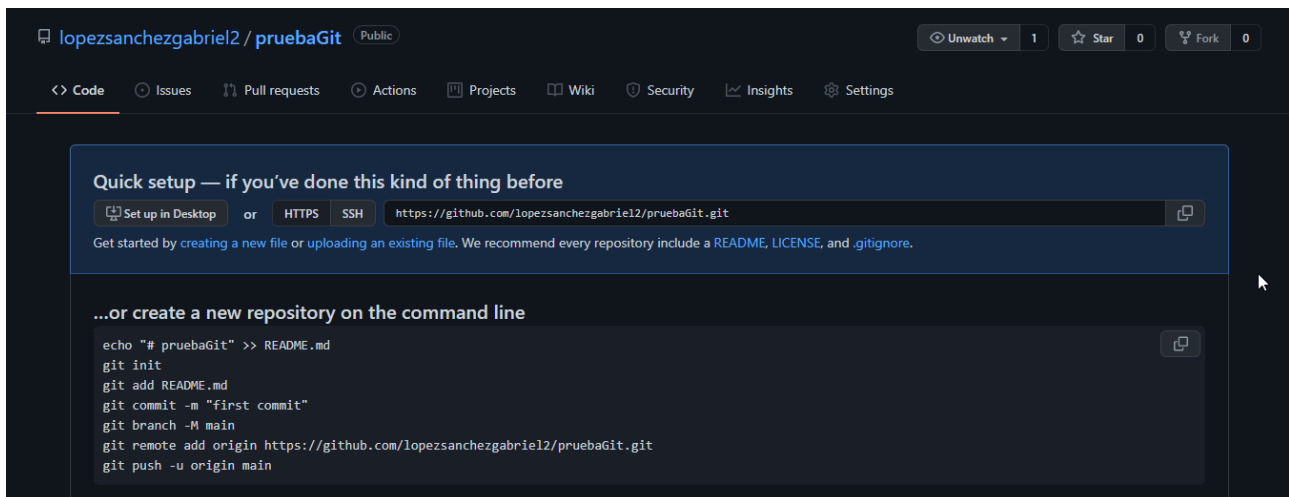 lopezsanchezgabriel2 / pruebaGit Public Unwatch 1 Star 0 Fork 0
<> Code Issues Pull requests Actions Projects Wiki Security Insights Settings
Quick setup — if you've done this kind of thing before
Set up in Desktop or HTTPS SSH https://github.com/lopezsanchezgabriel2/pruebaGit.git
Get started by creating a new file or uploading an existing file. We recommend every repository include a README, LICENSE, and .gitignore.
...or create a new repository on the command line
echo "# pruebaGit" >> README.md
git init
git add README.md
git commit -m "first commit"
git branch -M main
git remote add origin https://github.com/lopezsanchezgabriel2/pruebaGit.git
git push -u origin main